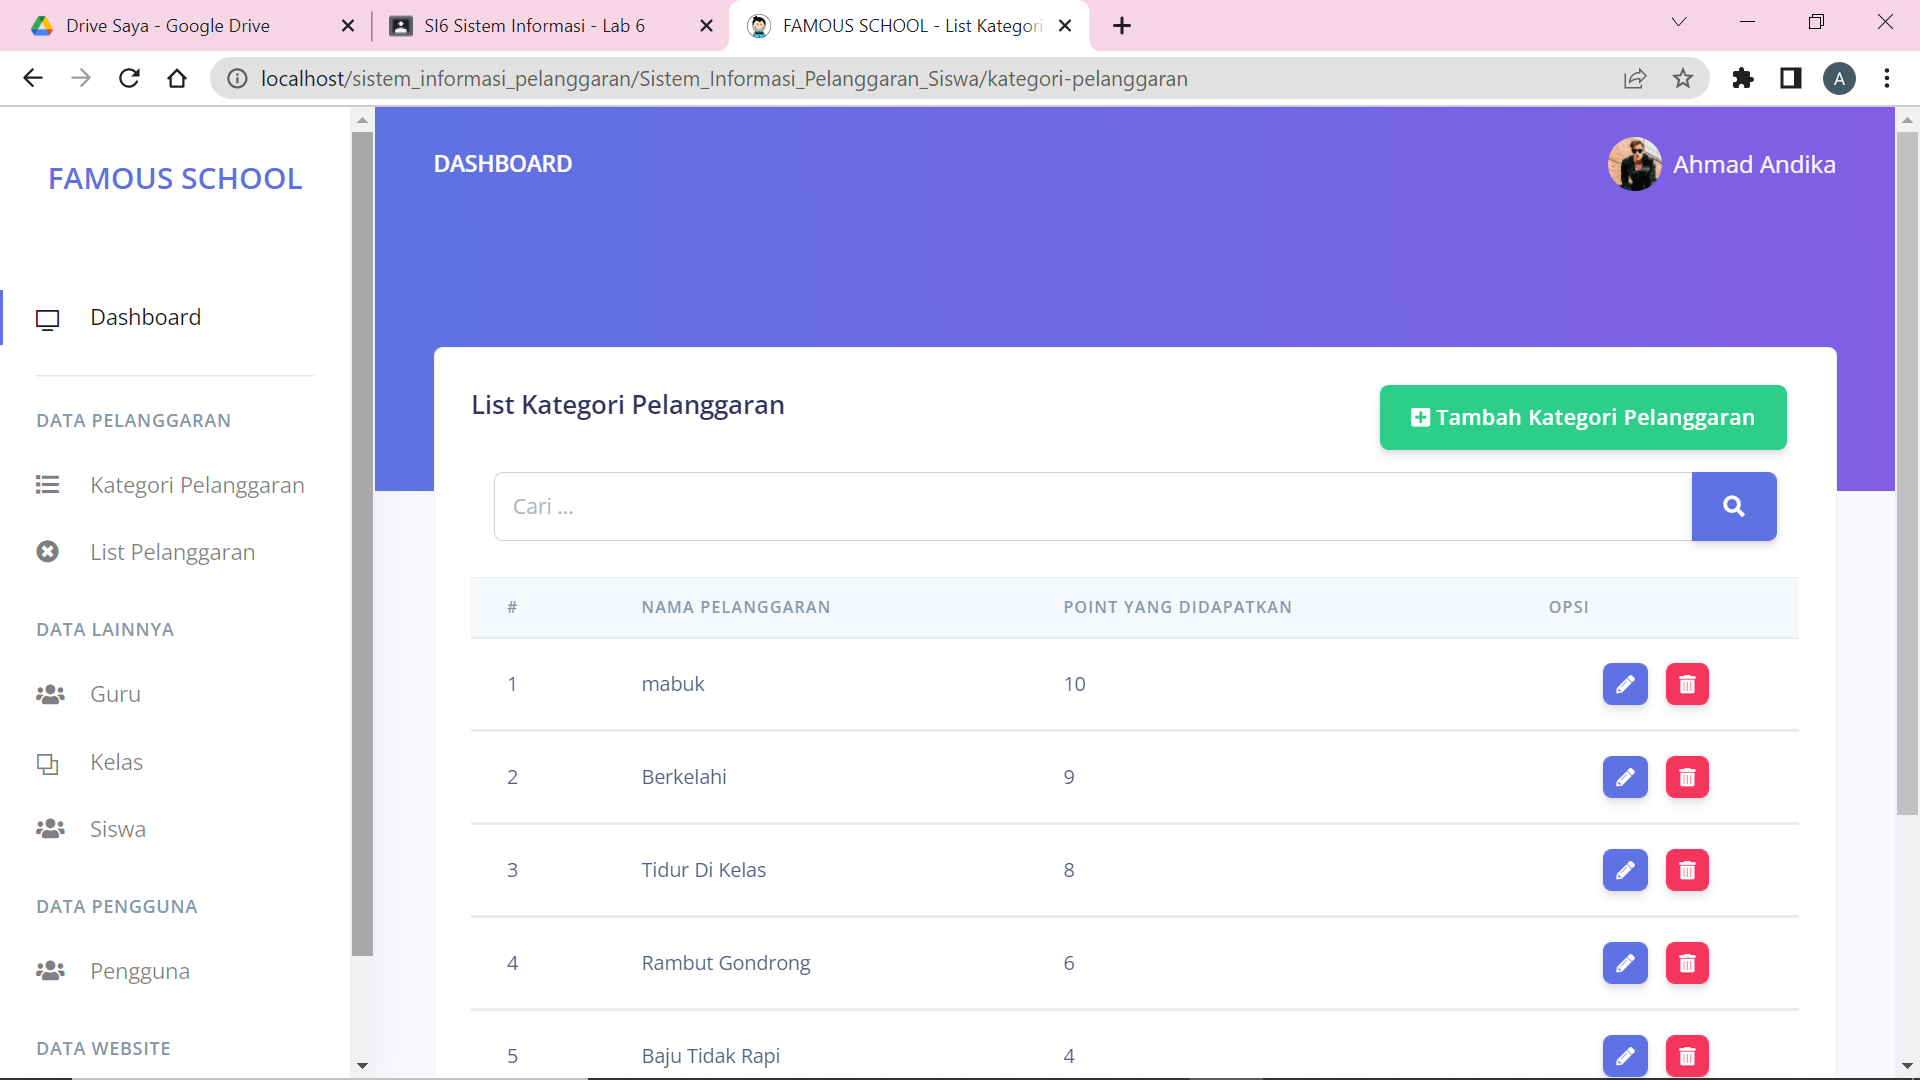 Drive Saya - Google Drive
SI6 Sistem Informasi - Lab 6
FAMOUS SCHOOL - List Kategori
localhost/sistem_informasi_pelanggaran/Sistem_Informasi_Pelanggaran_Siswa/kategori-pelanggaran
A
FAMOUS SCHOOL
Dashboard
DATA PELANGGARAN
Kategori Pelanggaran
List Pelanggaran
DATA LAINNYA
Guru
Kelas
Siswa
DATA PENGGUNA
Pengguna
DATA WEBSITE
DASHBOARD
Ahmad Andika
List Kategori Pelanggaran
Tambah Kategori Pelanggaran
Cari ...
# NAMA PELANGGARAN POINT YANG DIDAPATKAN OPSI
1 mabuk 10
2 Berkelahi 9
3 Tidur Di Kelas 8
4 Rambut Gondrong 6
5 Baju Tidak Rapi 4